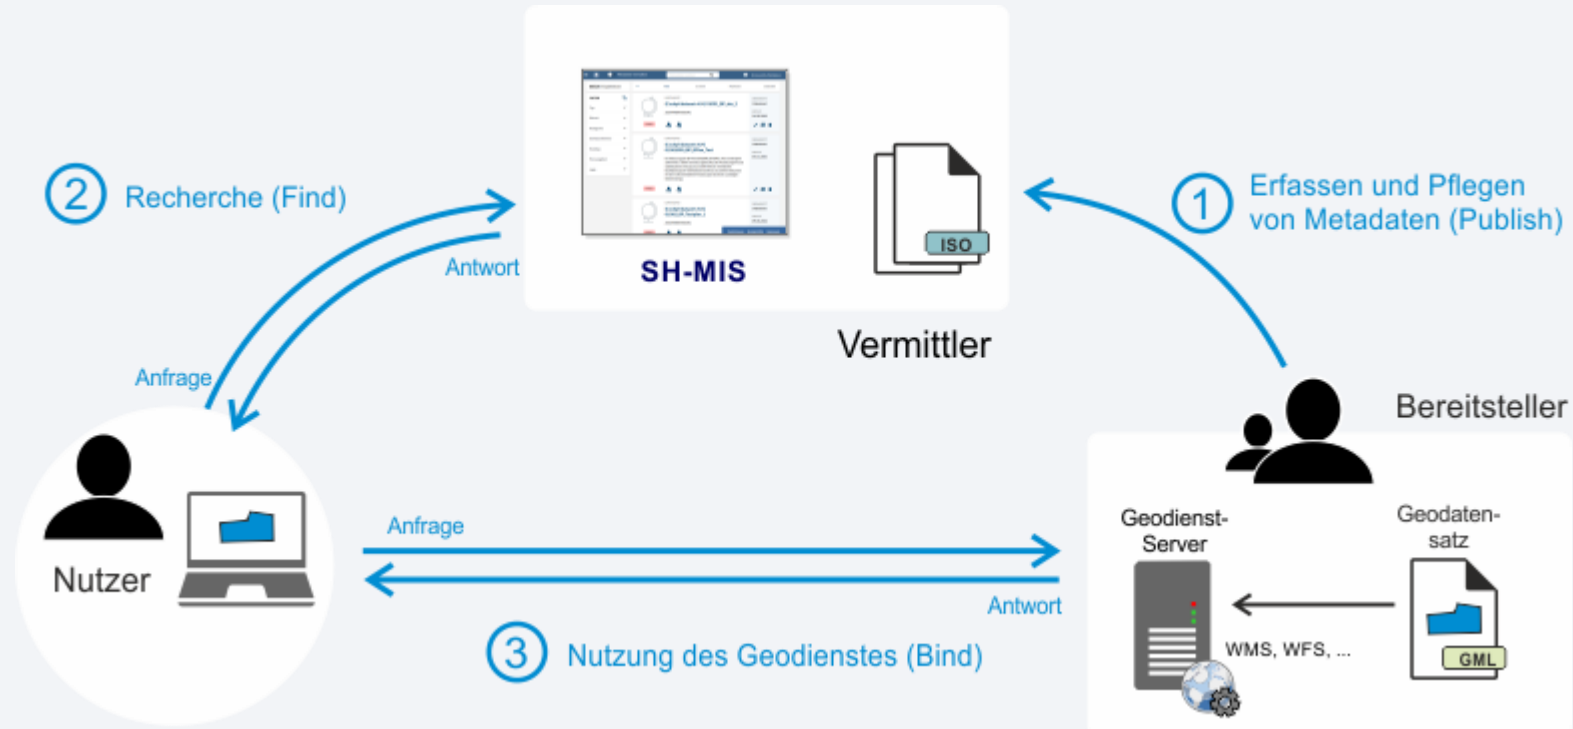 SH-MIS
ISO
Vermittler
1
Erfassen und Pflegen
von Metadaten (Publish)
2
Recherche (Find)
Antwort
Anfrage
Nutzer
Anfrage
Antwort
3
Nutzung des Geodienstes (Bind)
Bereitsteller
Geodienst-
Server
Geodaten-
satz
WMS, WFS, ...
GML